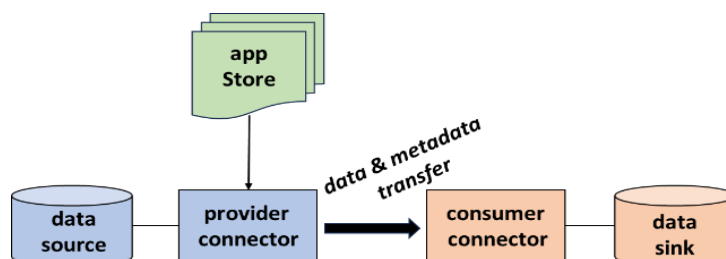 app
Store
data & metadata
transfer
data
source
provider
connector
consumer
connector
data
sink